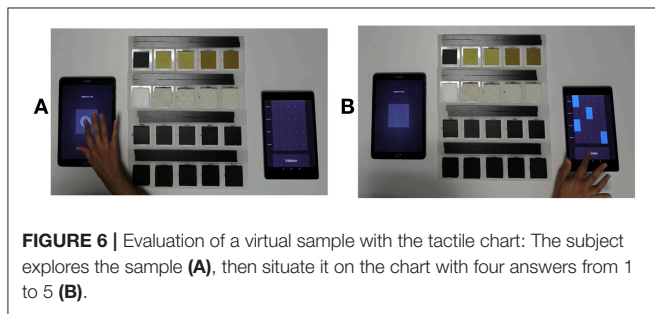 A
B
Validate
FIGURE 6 | Evaluation of a virtual sample with the tactile chart: The subject
explores the sample (A), then situate it on the chart with four answers from 1
to 5 (B).